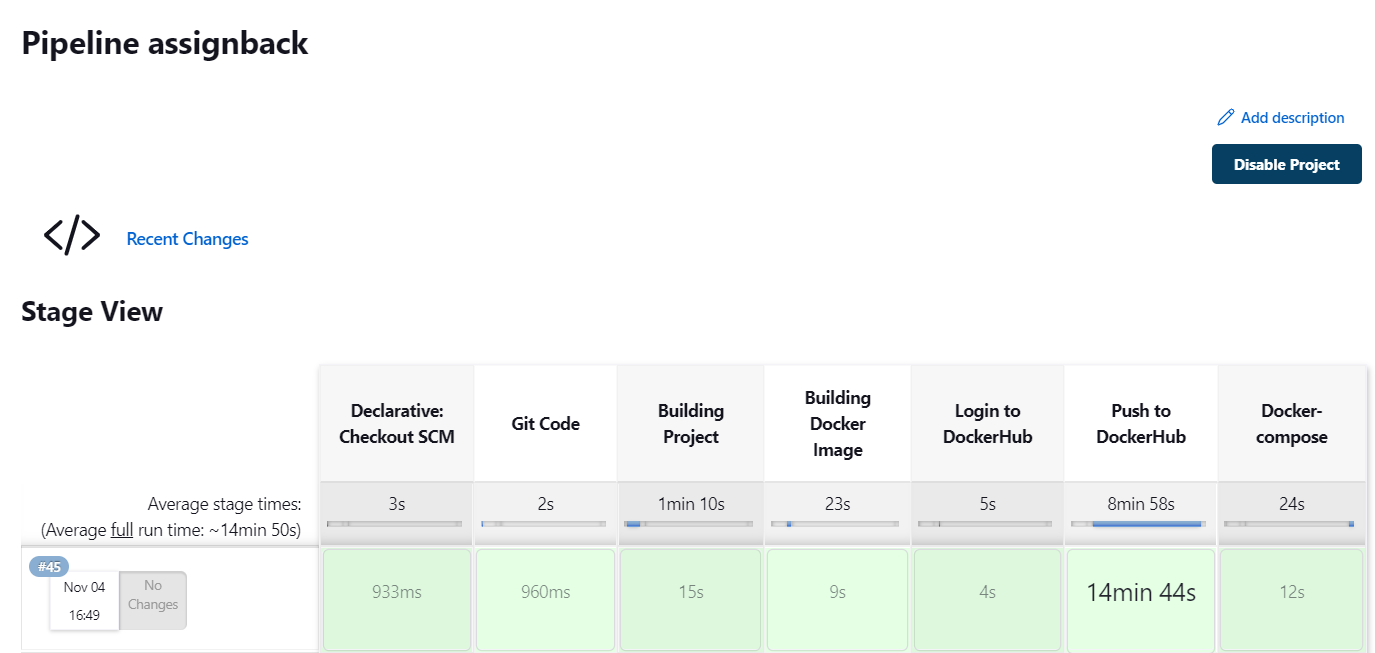 Pipeline assignback
Add description
Disable Project
</> Recent Changes
Stage View
Declarative:
Checkout SCM
Git Code
Building
Project
Building
Docker
Image
Login to
DockerHub
Push to
DockerHub
Docker-
compose
Average stage times:
(Average full run time: ~14min 50s)
3s
2s
1min 10s
23s
5s
8min 58s
24s
#45
Nov 04
16:49
No
Changes
933ms
960ms
15s
9s
4s
14min 44s
12s